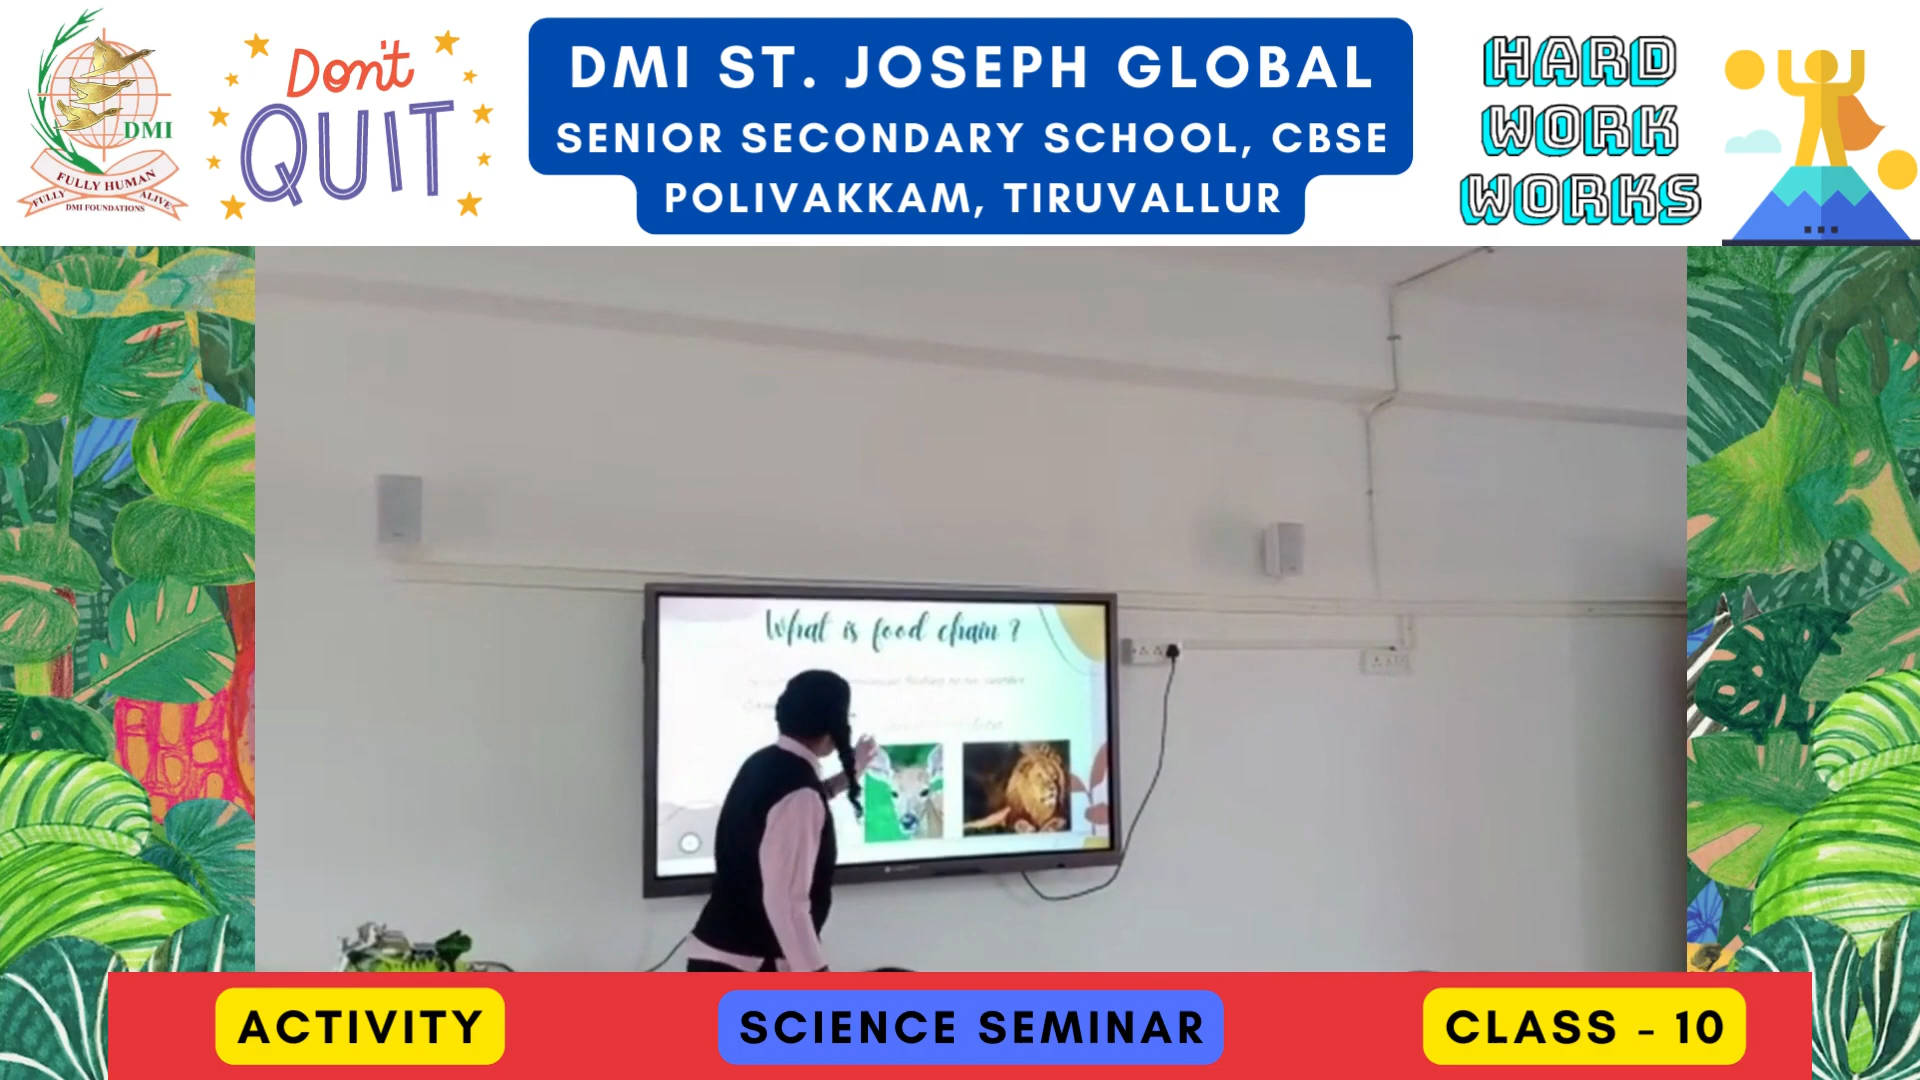 DMI
FULLY HUMAN
FULLY ALIVE
DMI FOUNDATIONS
Don't
QUIT
DMI ST. JOSEPH GLOBAL
SENIOR SECONDARY SCHOOL, CBSE
POLIVAKKAM, TIRUVALLUR
HARD
WORK
WORKS
What is food chain ?
ACTIVITY
SCIENCE SEMINAR
CLASS - 10